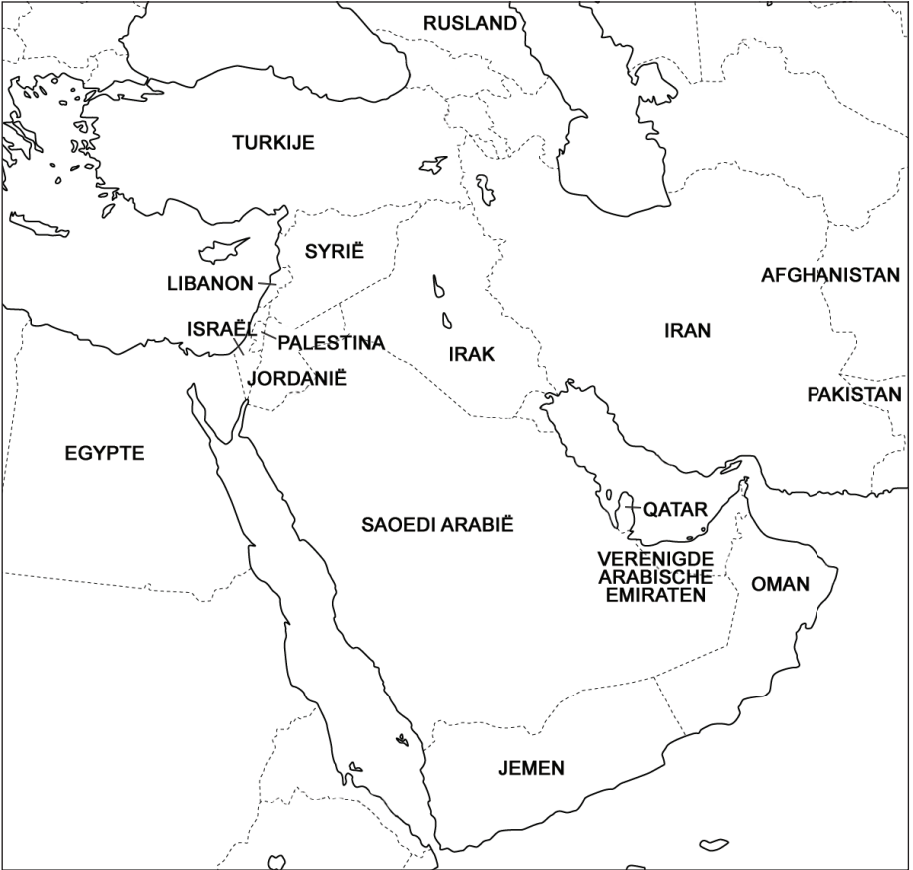 RUSLAND
TURKIJE
SYRIË
LIBANON
AFGHANISTAN
ISRAËL
PALESTINA
IRAN
IRAK
JORDANIË
PAKISTAN
EGYPTE
QATAR
SAOEDI ARABIË
VERENIGDE
ARABISCHE
EMIRATEN
OMAN
JEMEN